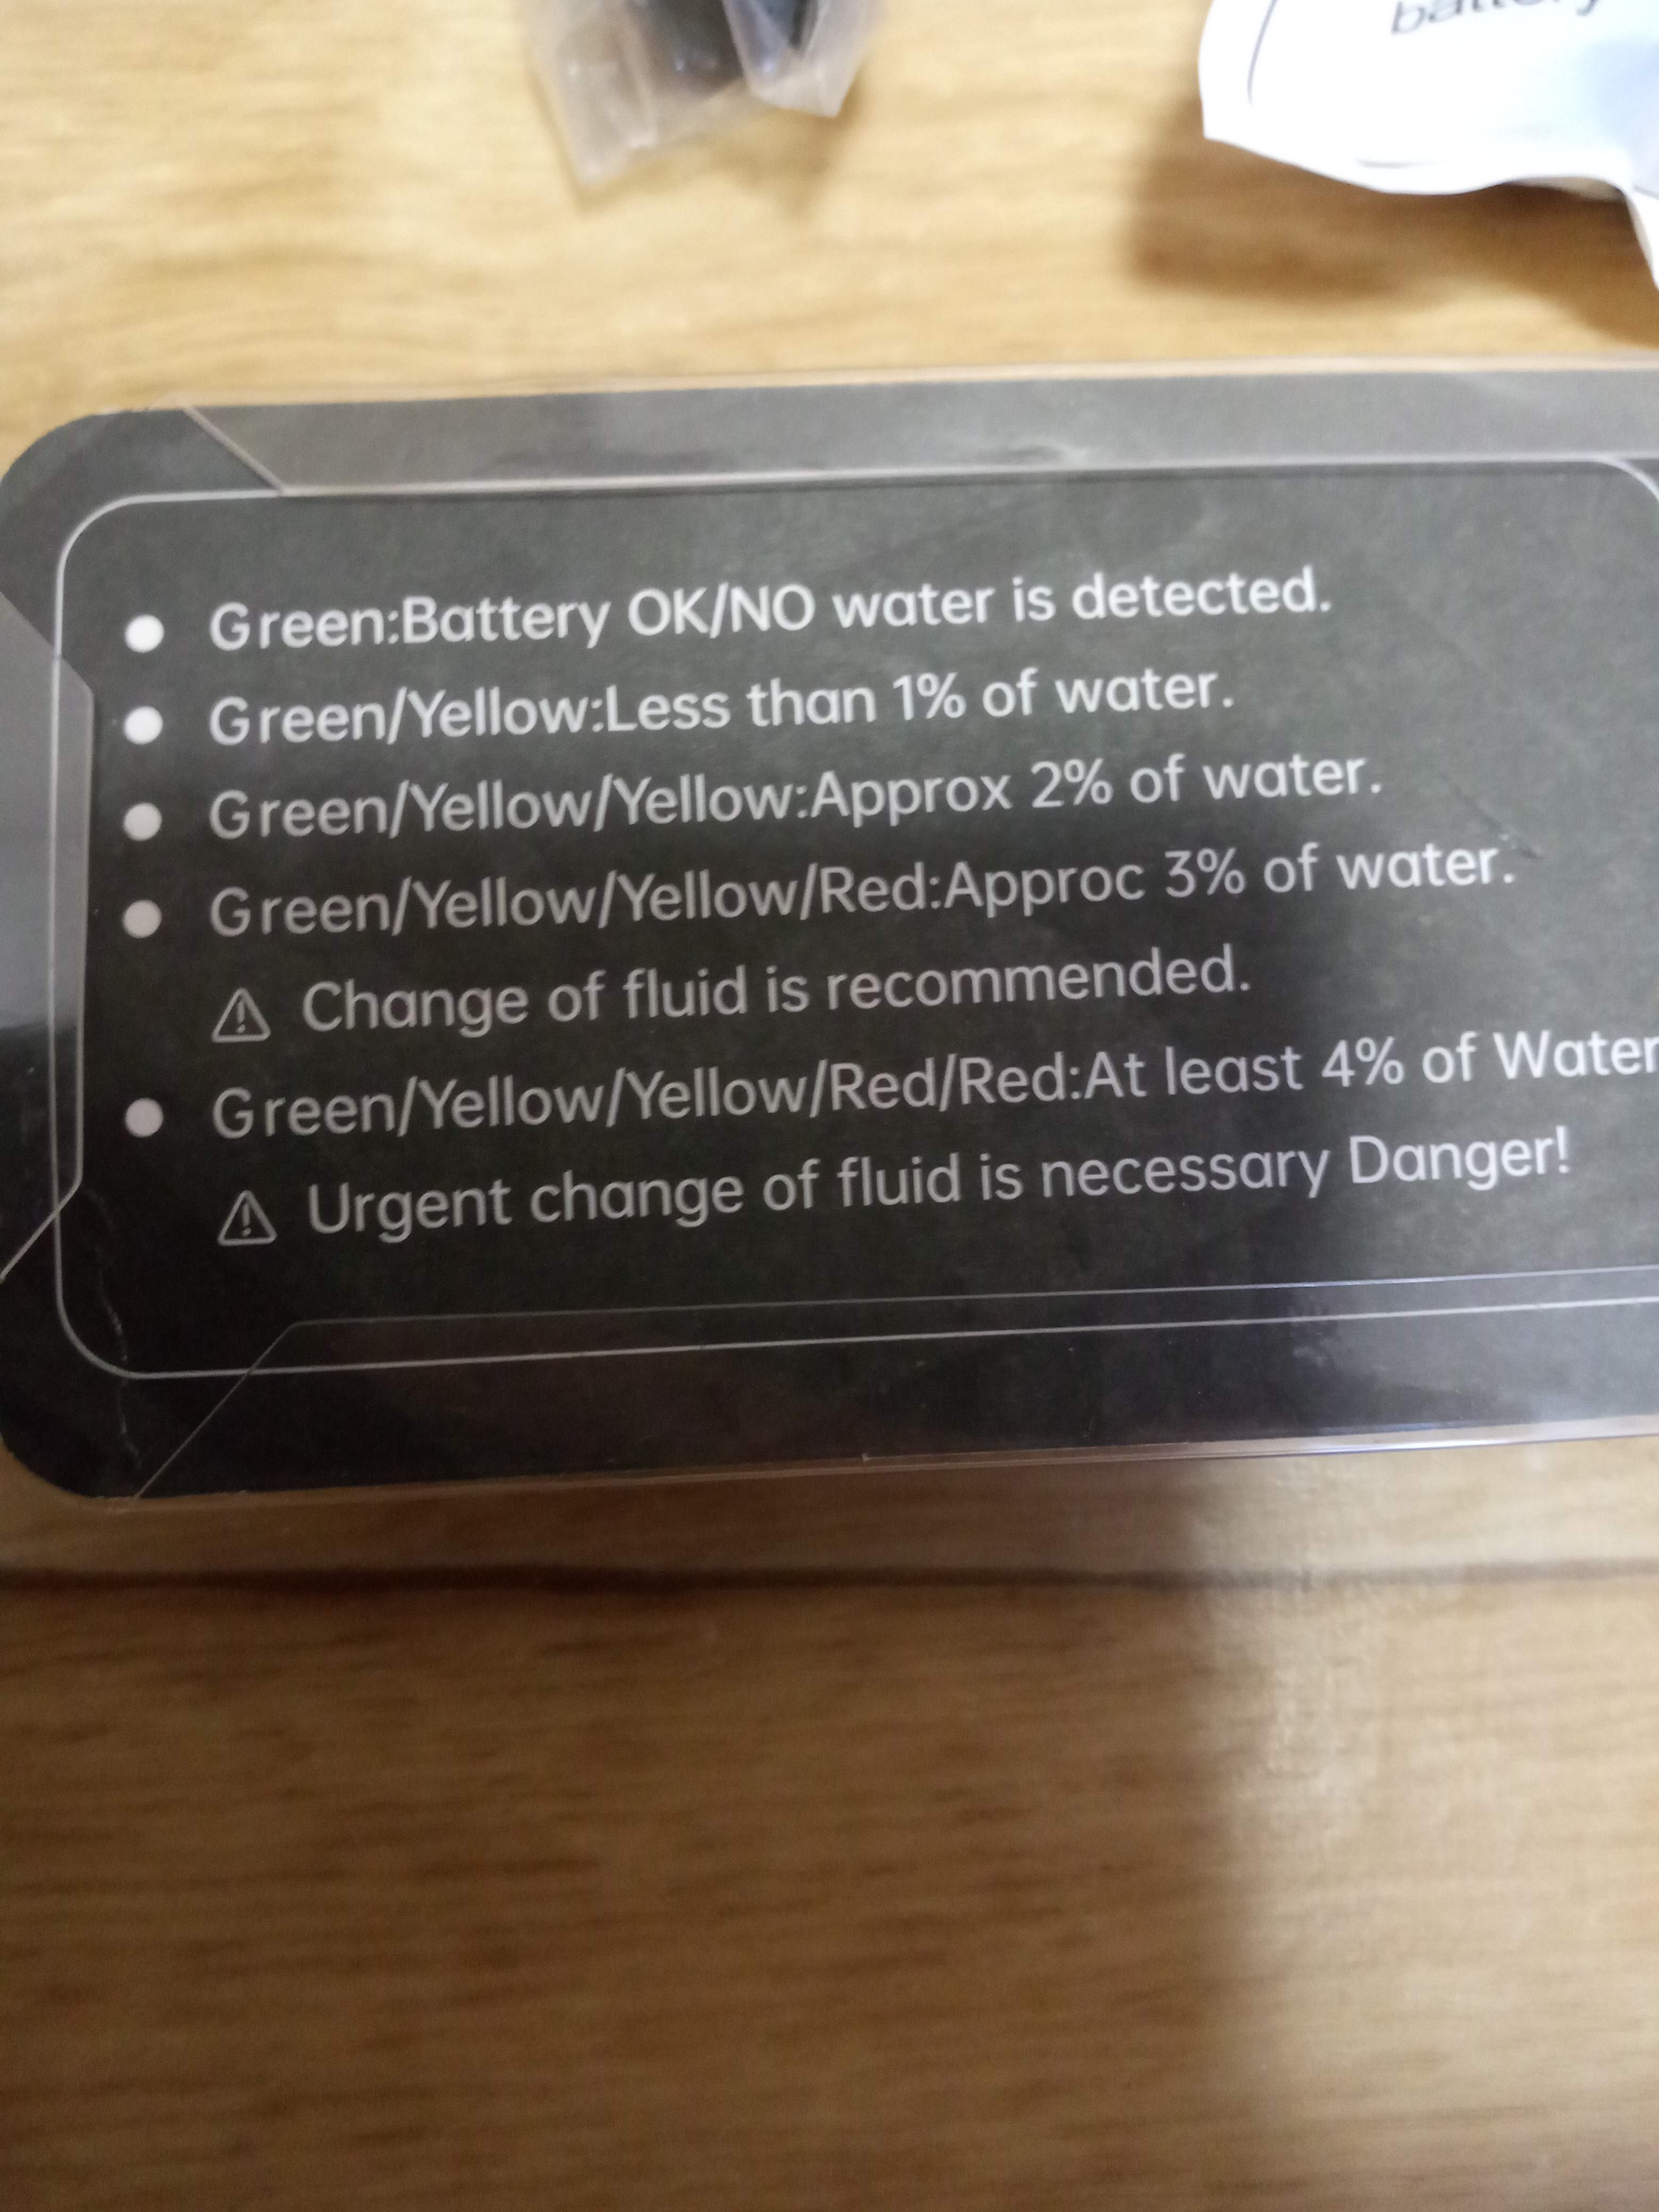 battery
● Green:Battery OK/NO water is detected.
● Green/Yellow:Less than 1% of water.
● Green/Yellow/Yellow:Approx 2% of water.
● Green/Yellow/Yellow/Red:Approc 3% of water.
⚠ Change of fluid is recommended.
● Green/Yellow/Yellow/Red/Red:At least 4% of Water
⚠ Urgent change of fluid is necessary Danger!